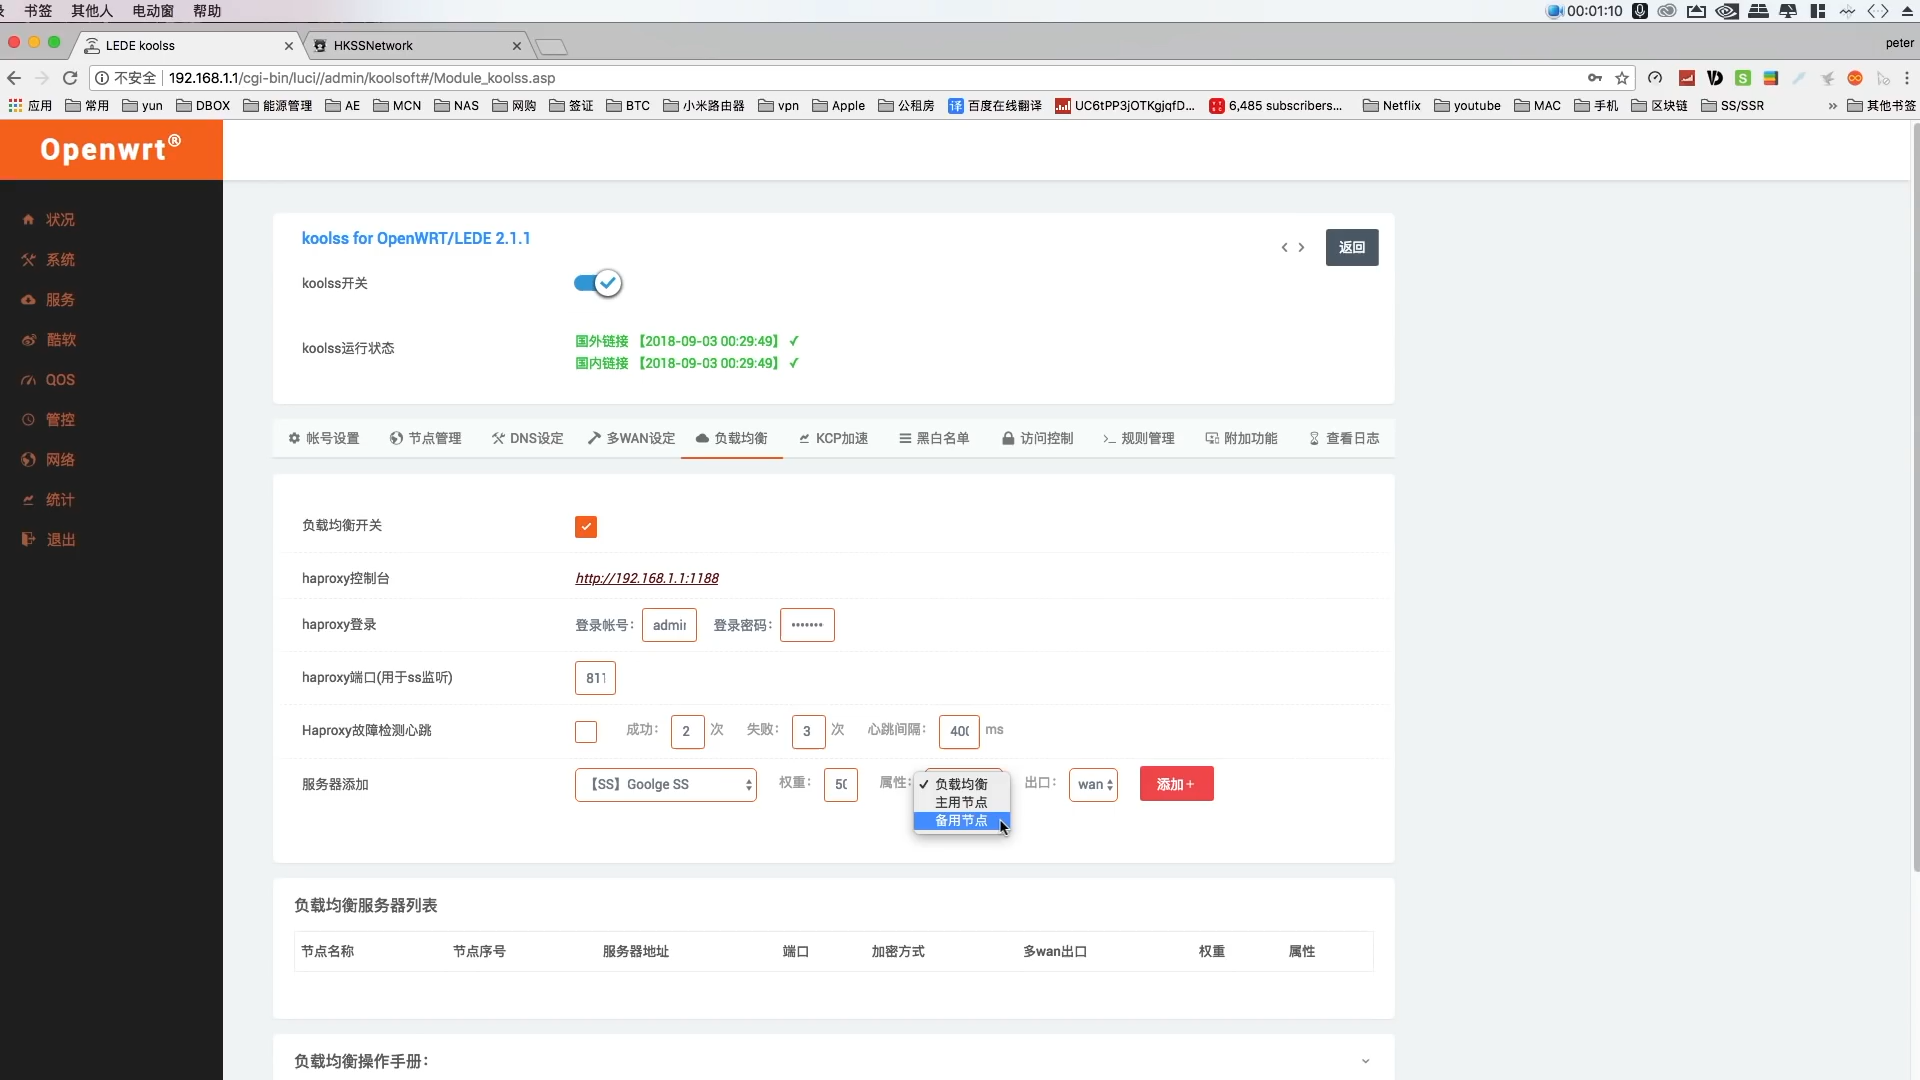 书签 其他人 电动窗 帮助 00:01:10
LEDE koolss HKSSNetwork peter
不安全 192.168.1.1/cgi-bin/luci//admin/koolsoft#/Module_koolss.asp
应用 常用 yun DBOX 能源管理 AE MCN NAS 网购 签证 BTC 小米路由器 vpn Apple 公租房 译 百度在线翻译 UC6tPP3jOTKgjqfD... 6,485 subscribers... Netflix youtube MAC 手机 区块链 SS/SSR » 其他书签
Openwrt®
状况
系统
服务
酷软
QOS
管控
网络
统计
退出
koolss for OpenWRT/LEDE 2.1.1
返回
koolss开关
koolss运行状态
国外链接 【2018-09-03 00:29:49】 ✓
国内链接 【2018-09-03 00:29:49】 ✓
帐号设置 节点管理 DNS设定 多WAN设定 负载均衡 KCP加速 黑白名单 访问控制 规则管理 附加功能 查看日志
负载均衡开关
haproxy控制台 http://192.168.1.1:1188
haproxy登录 登录帐号: admin 登录密码: •••••••
haproxy端口(用于ss监听) 811
Haproxy故障检测心跳 成功: 2 次 失败: 3 次 心跳间隔: 400 ms
服务器添加 【SS】Goolge SS 权重: 50 属性: ✓ 负载均衡 出口: wan 添加+
主用节点
备用节点
负载均衡服务器列表
节点名称 节点序号 服务器地址 端口 加密方式 多wan出口 权重 属性
负载均衡操作手册: